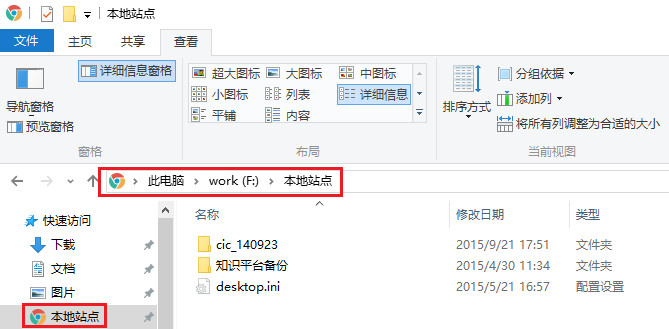 本地站点
文件 主页 共享 查看
导航窗格
预览窗格
详细信息窗格
窗格
超大图标 大图标 中图标
小图标 列表 详细信息
平铺 内容
布局
排序方式
分组依据
添加列
将所有列调整为合适的大小
当前视图
此电脑 work (F:) 本地站点
快速访问
下载
文档
图片
本地站点
名称 修改日期 类型
cic_140923 2015/9/21 17:51 文件夹
知识平台备份 2015/4/30 11:34 文件夹
desktop.ini 2015/5/21 16:57 配置设置